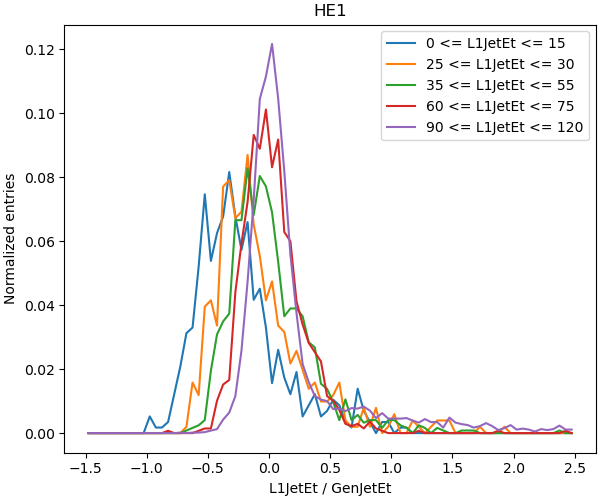 HE1
0 <= L1JetEt <= 15
25 <= L1JetEt <= 30
35 <= L1JetEt <= 55
60 <= L1JetEt <= 75
90 <= L1JetEt <= 120
Normalized entries
0.12
0.10
0.08
0.06
0.04
0.02
0.00
−1.5 −1.0 −0.5 0.0 0.5 1.0 1.5 2.0 2.5
L1JetEt / GenJetEt